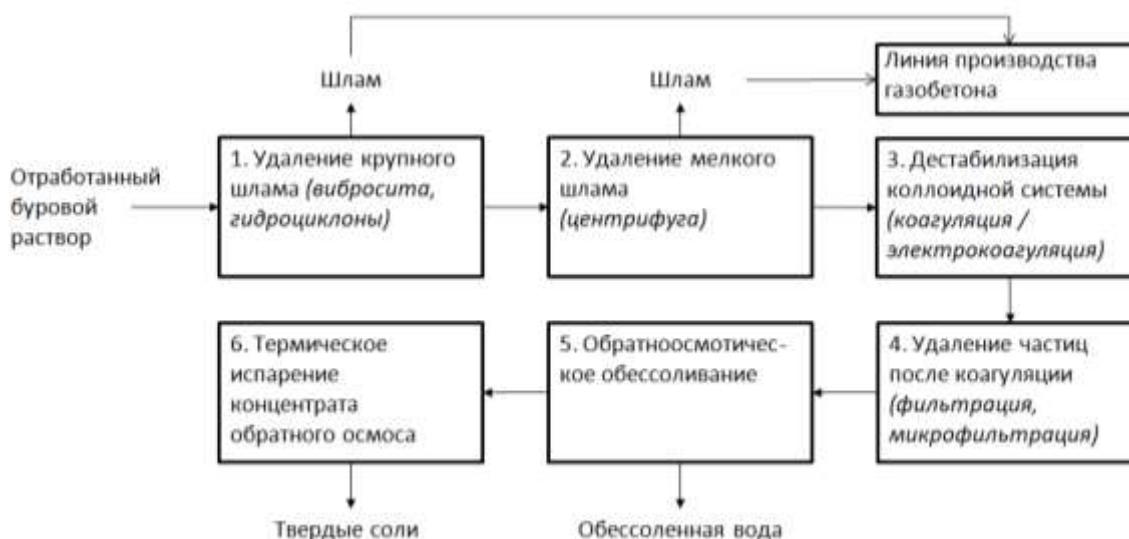 Шлам
Шлам
Линия производства
газобетона
Отработанный
буровой
раствор
1. Удаление крупного
шлама (вибросита,
гидроциклоны)
2. Удаление мелкого
шлама
(центрифуга)
3. Дестабилизация
коллоидной системы
(коагуляция /
электрокоагуляция)
6. Термическое
испарение
концентрата
обратного осмоса
5. Обратноосмотичес-
кое обессоливание
4. Удаление частиц
после коагуляции
(фильтрация,
микрофильтрация)
Твердые соли
Обессоленная вода